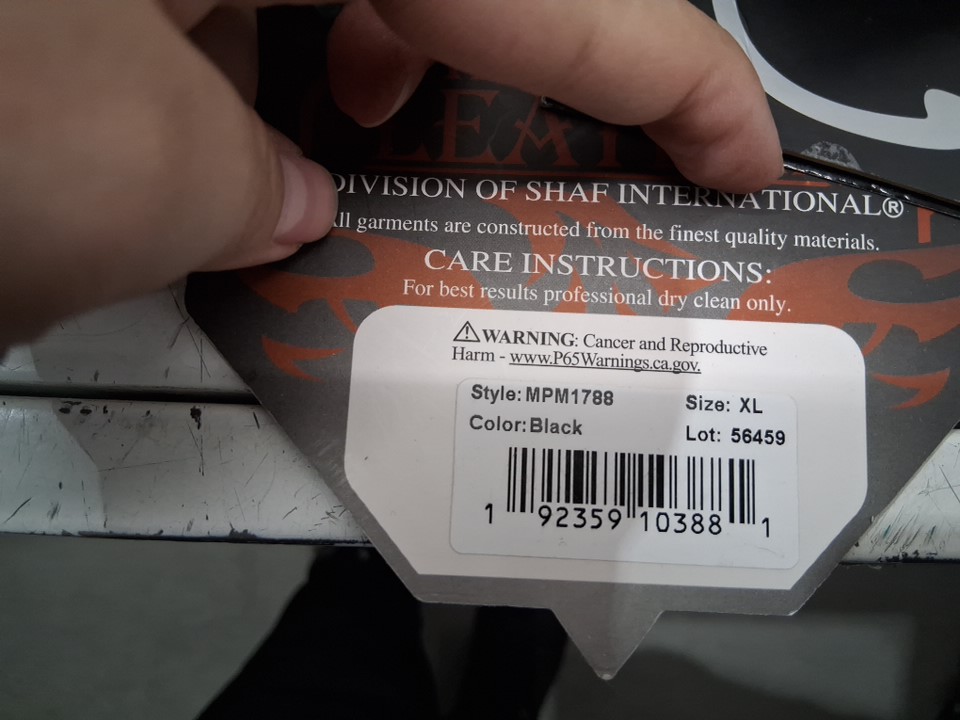 DIVISION OF SHAF INTERNATIONAL®
All garments are constructed from the finest quality materials.
CARE INSTRUCTIONS:
For best results professional dry clean only.
WARNING: Cancer and Reproductive
Harm - www.P65Warnings.ca.gov.
Style: MPM1788
Size: XL
Color: Black
Lot: 56459
1 92359 10388 1